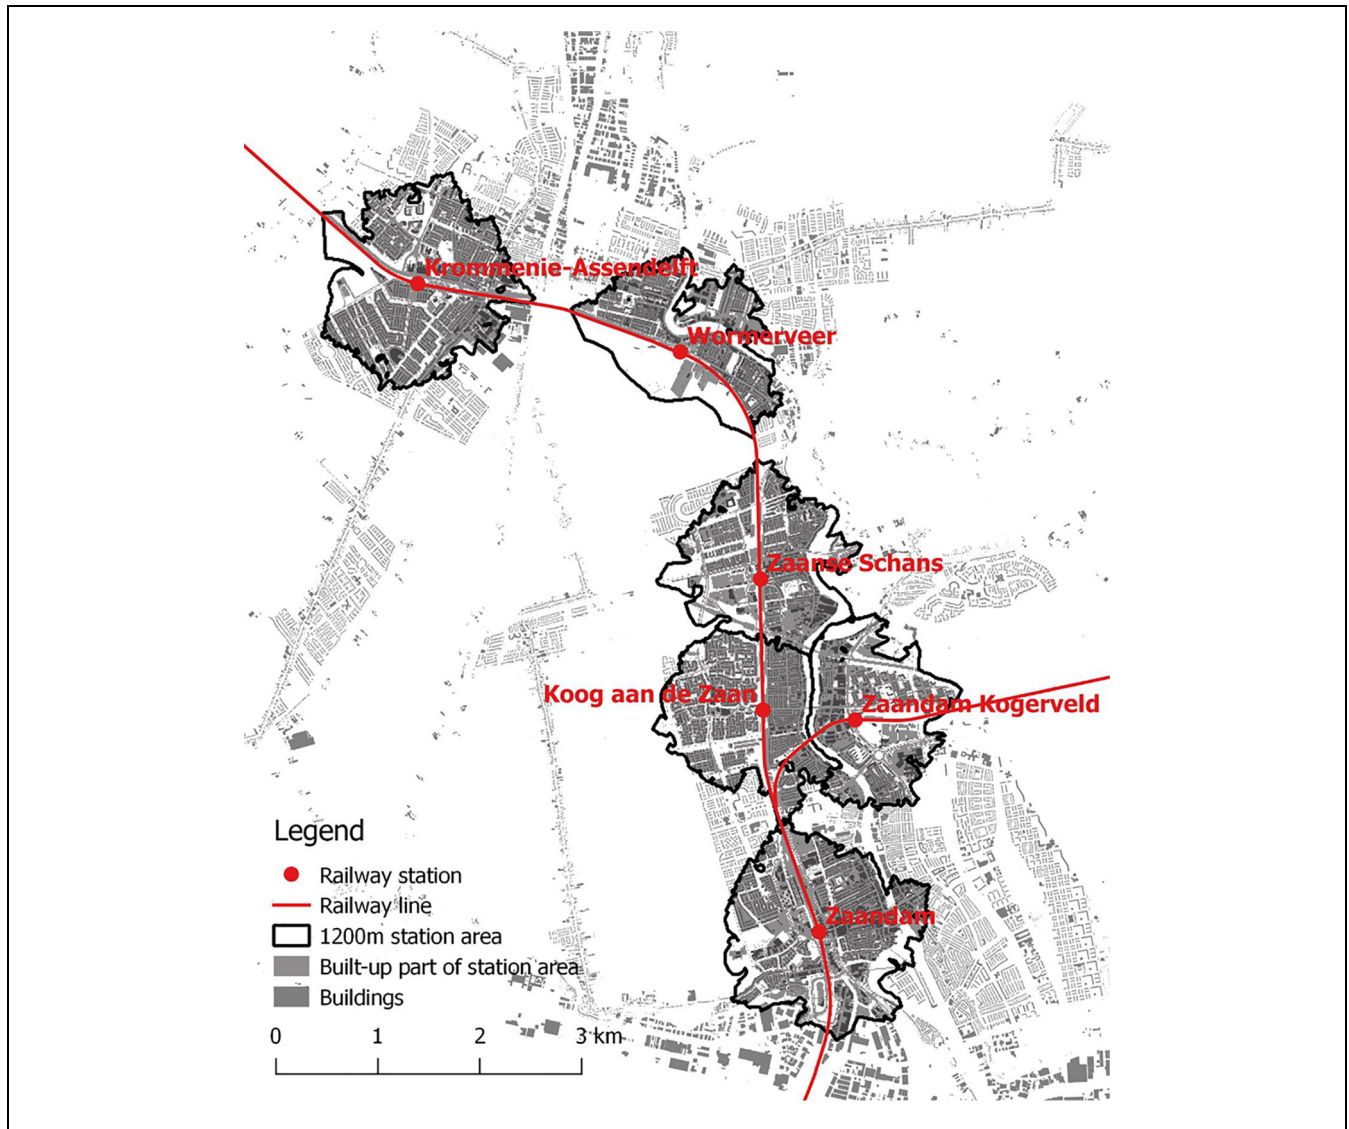 Krommenie-Assendelft
Wormerveer
Zaanse Schans
Koog aan de Zaan
Zaandam Kogerveld
Zaandam
Legend
Railway station
Railway line
1200m station area
Built-up part of station area
Buildings
0 1 2 3 km